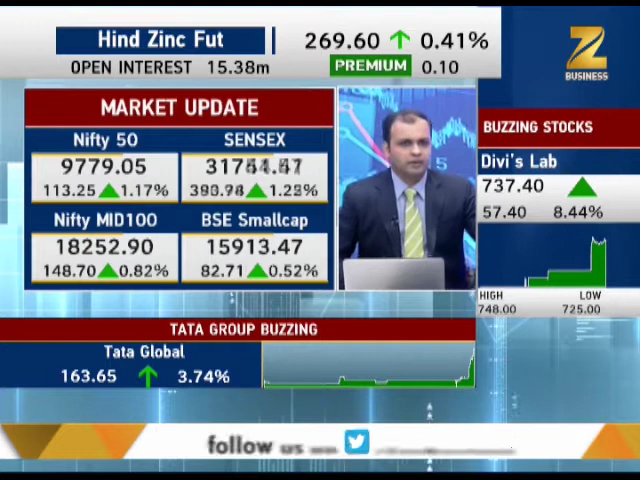 Hind Zinc Fut
269.60 0.41%
OPEN INTEREST 15.38m
PREMIUM 0.10
Z
BUSINESS
MARKET UPDATE
Nifty 50
9779.05
113.25 1.17%
SENSEX
Nifty MID100
18252.90
148.70 0.82%
BSE Smallcap
15913.47
82.71 0.52%
BUZZING STOCKS
Divi's Lab
737.40
57.40 8.44%
HIGH LOW
748.00 725.00
TATA GROUP BUZZING
Tata Global
163.65 3.74%
follow us